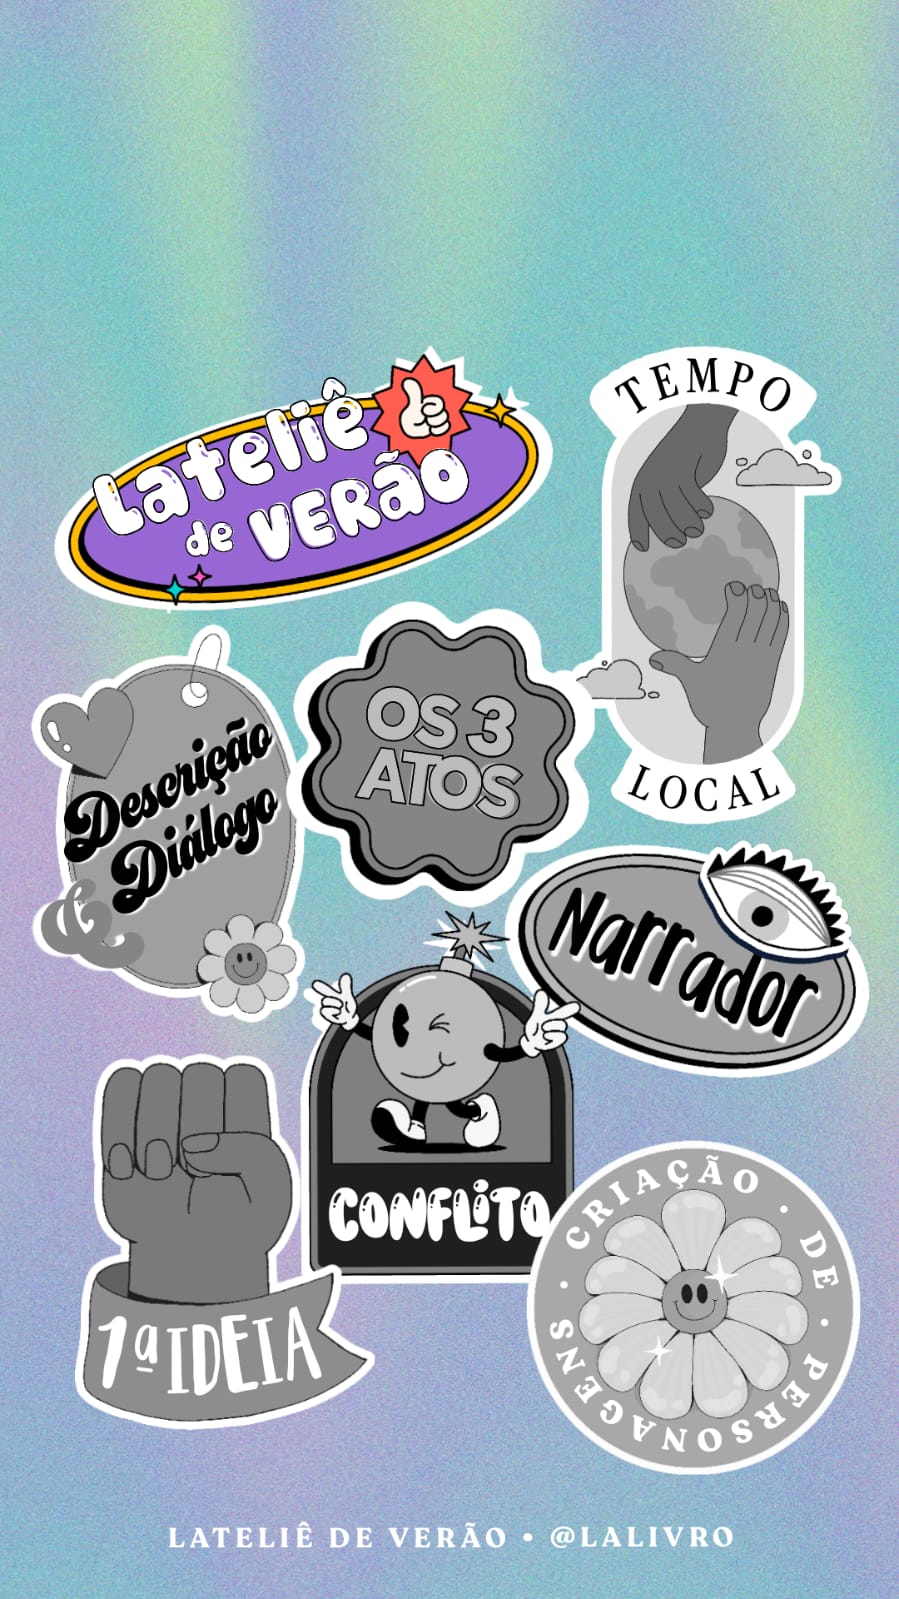 Lateliê
de VERÃO
TEMPO
LOCAL
OS 3
ATOS
Descrição
&
Diálogo
Narrador
CONFLITO
1ª IDEIA
CRIAÇÃO · DE · PERSONAGENS ·
LATELIÊ DE VERÃO • @LALIVRO